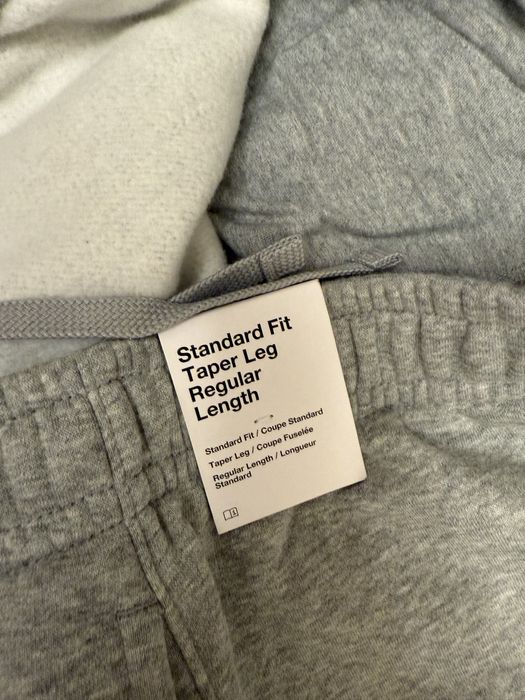 Standard Fit
Taper Leg
Regular
Length
Standard Fit / Coupe Standard
Taper Leg / Coupe Fuselée
Regular Length / Longueur
Standard